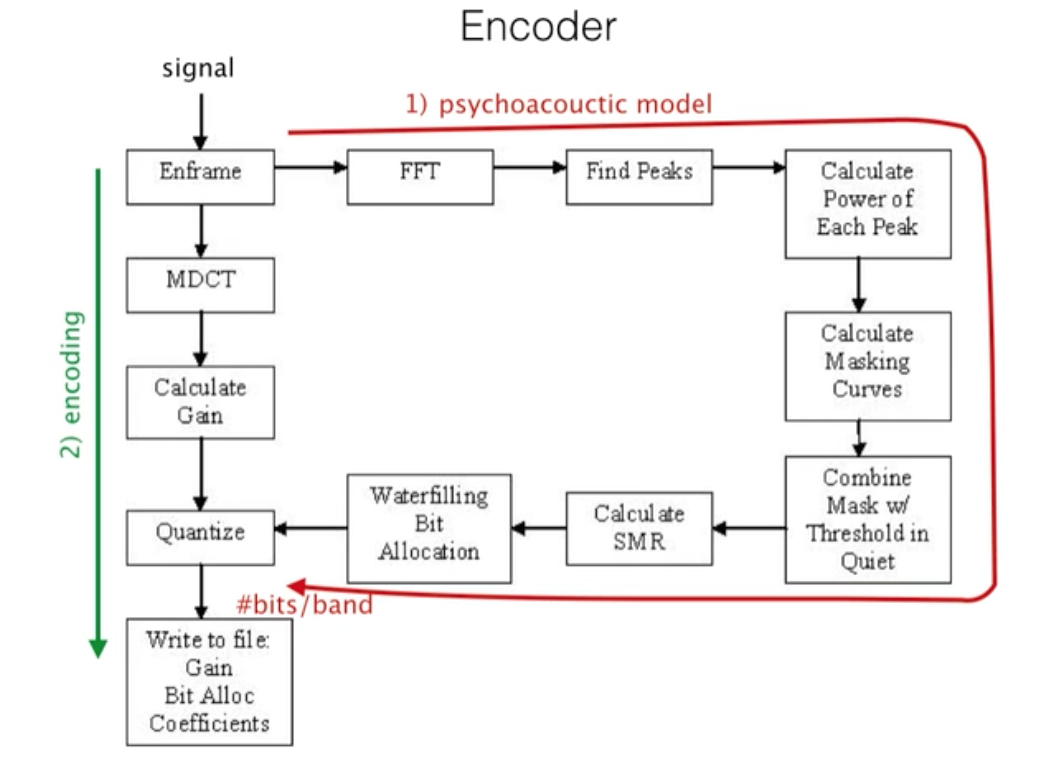 Encoder
signal
1) psychoacouctic model
Enframe
FFT
Find Peaks
Calculate
Power of
Each Peak
MDCT
Calculate
Masking
Curves
2) encoding
Calculate
Gain
Combine
Mask w/
Threshold in
Quiet
Calculate
SMR
Waterfilling
Bit
Allocation
Quantize
#bits/band
Write to file:
Gain
Bit Alloc
Coefficients